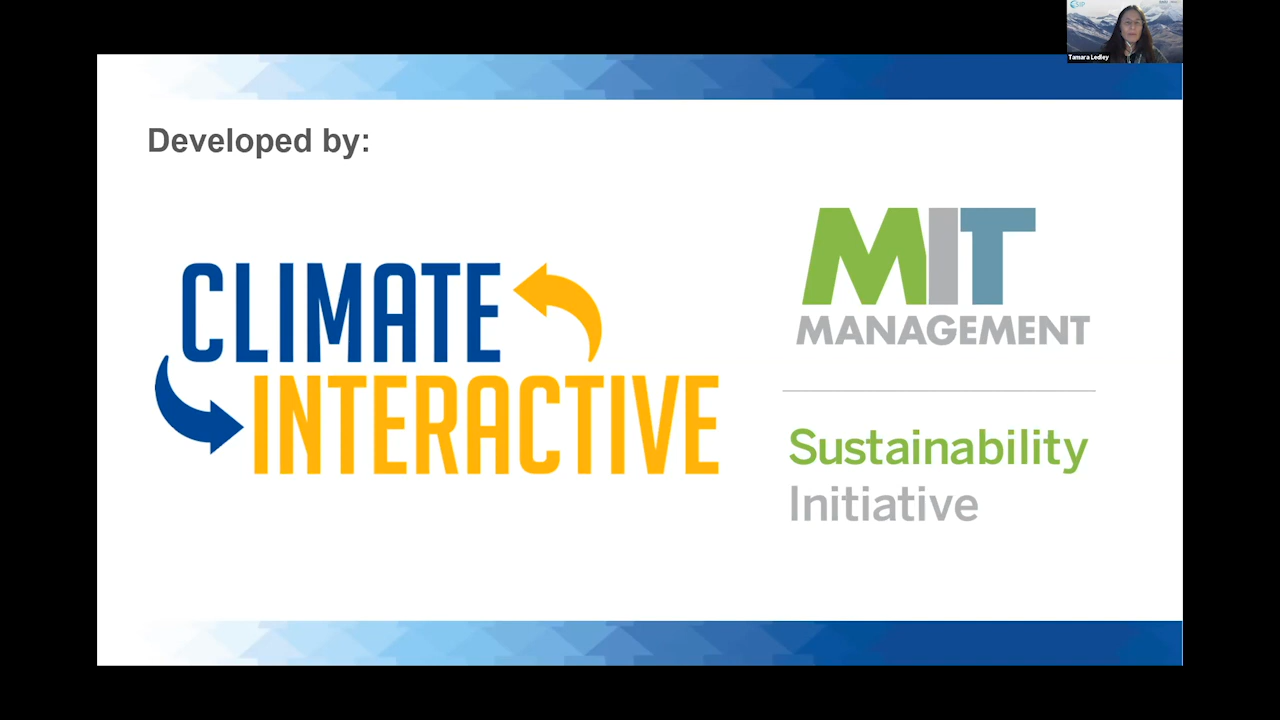 Tamara Ledley
Developed by:
CLIMATE
INTERACTIVE
MIT
MANAGEMENT
Sustainability
Initiative